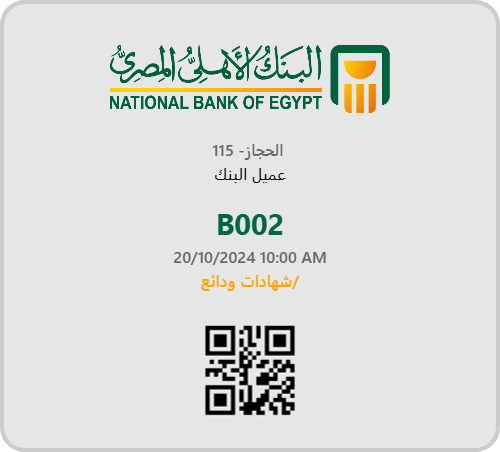 البنك الأهلي المصري
NATIONAL BANK OF EGYPT
الحجاز- 115
عميل البنك
B002
20/10/2024 10:00 AM
شهادات ودائع/